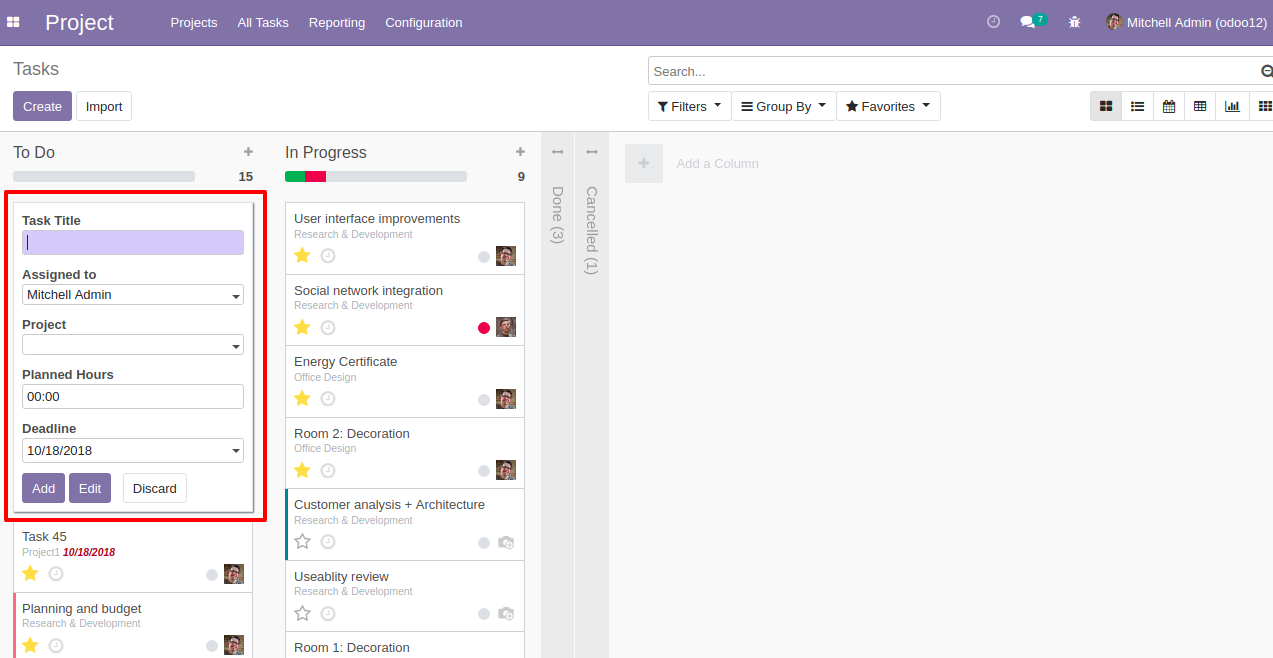 Project
Projects All Tasks Reporting Configuration
7
Mitchell Admin (odoo12)
Tasks
Search...
Create Import
Filters Group By Favorites
To Do
15
Task Title
Assigned to
Mitchell Admin
Project
Planned Hours
00:00
Deadline
10/18/2018
Add Edit Discard
Task 45
Project1 10/18/2018
Planning and budget
Research & Development
In Progress
9
User interface improvements
Research & Development
Social network integration
Research & Development
Energy Certificate
Office Design
Room 2: Decoration
Office Design
Customer analysis + Architecture
Research & Development
Useablity review
Research & Development
Room 1: Decoration
Done (3)
Cancelled (1)
Add a Column